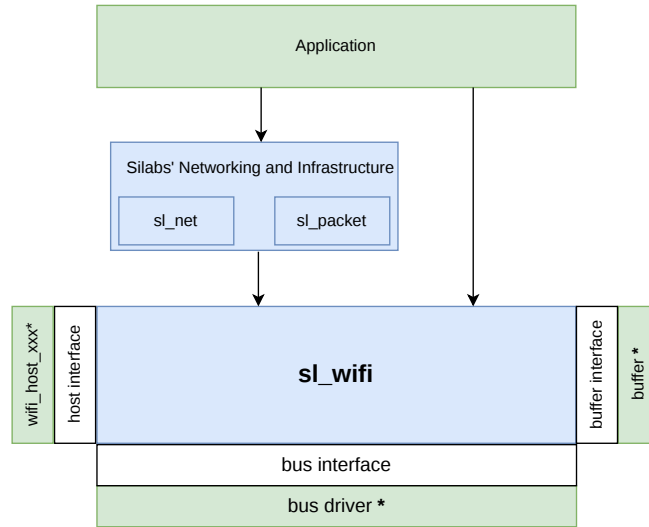 Application
Silabs' Networking and Infrastructure
sl_net
sl_packet
wifi_host_xxx*
host interface
sl_wifi
buffer interface
buffer *
bus interface
bus driver *